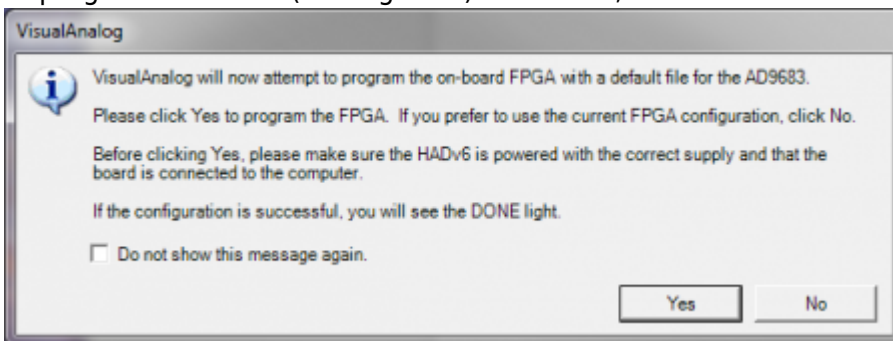 VisualAnalog
VisualAnalog will now attempt to program the on-board FPGA with a default file for the AD9683.
Please click Yes to program the FPGA. If you prefer to use the current FPGA configuration, click No.
Before clicking Yes, please make sure the HADv6 is powered with the correct supply and that the
board is connected to the computer.
If the configuration is successful, you will see the DONE light.
Do not show this message again.
Yes No